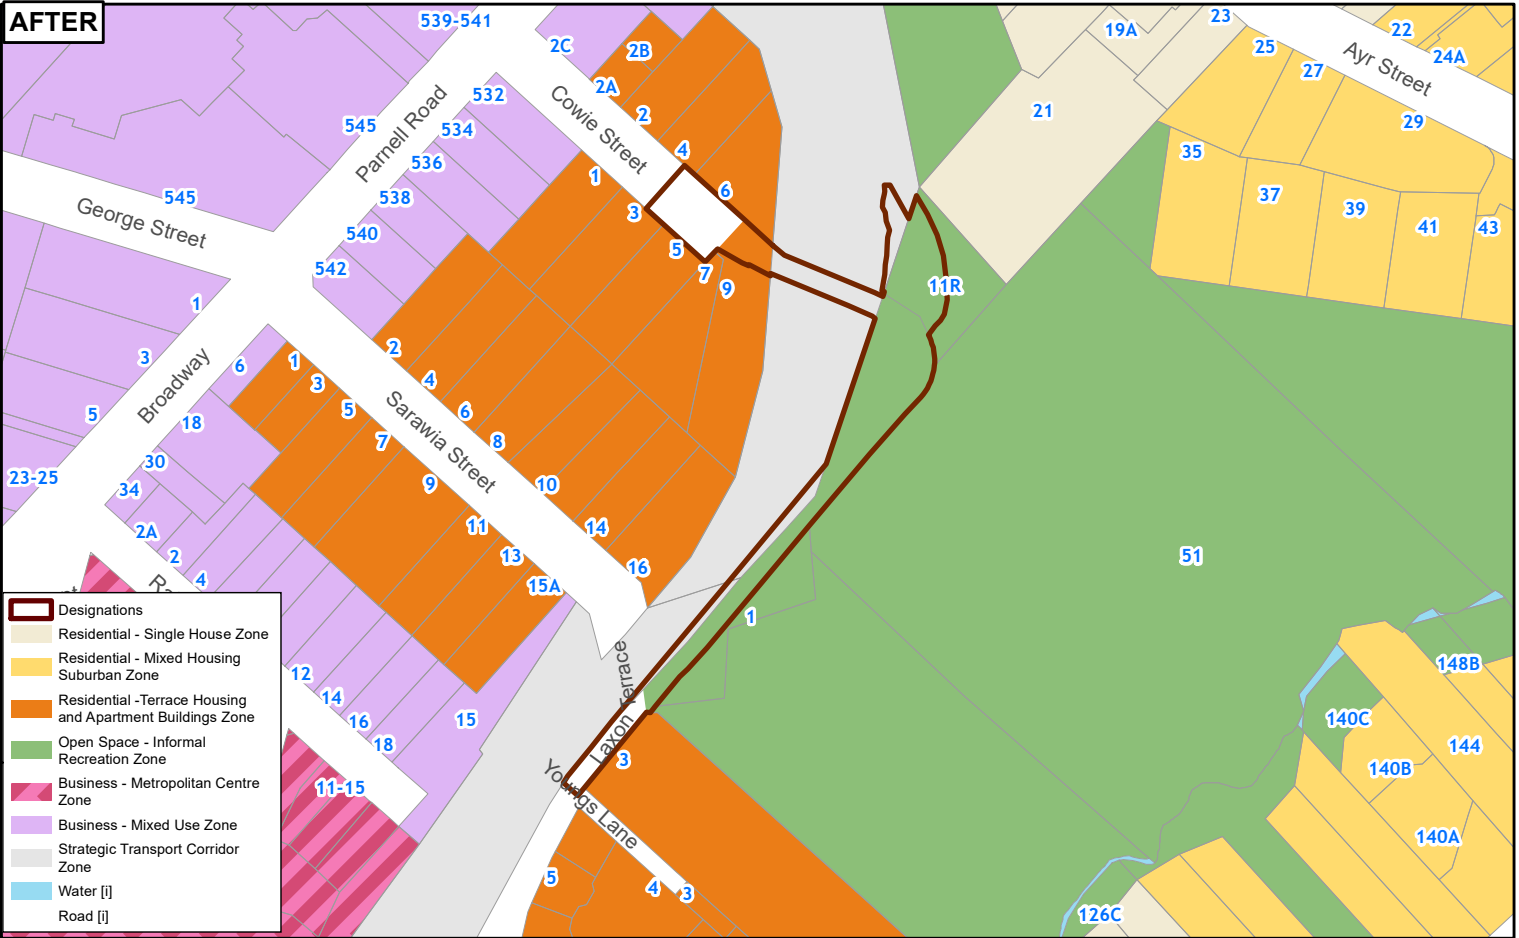 AFTER
539-541
2C
2B
2A
2
532
534
536
538
540
542
545
545
Parnell Road
Cowie Street
George Street
4
6
1
3
5
7
9
19A
23
25
27
22
24A
29
Ayr Street
21
35
37
39
41
43
11R
1
3
5
23-25
Broadway
6
18
30
34
2A
2
4
1
3
5
7
9
11
13
15A
Sarawia Street
2
4
6
8
10
14
16
51
1
12
14
16
18
15
11-15
Laxon Terrace
3
Youngs Lane
5
4
3
148B
140C
144
140B
140A
126C
Designations
Residential - Single House Zone
Residential - Mixed Housing
Suburban Zone
Residential -Terrace Housing
and Apartment Buildings Zone
Open Space - Informal
Recreation Zone
Business - Metropolitan Centre
Zone
Business - Mixed Use Zone
Strategic Transport Corridor
Zone
Water [i]
Road [i]